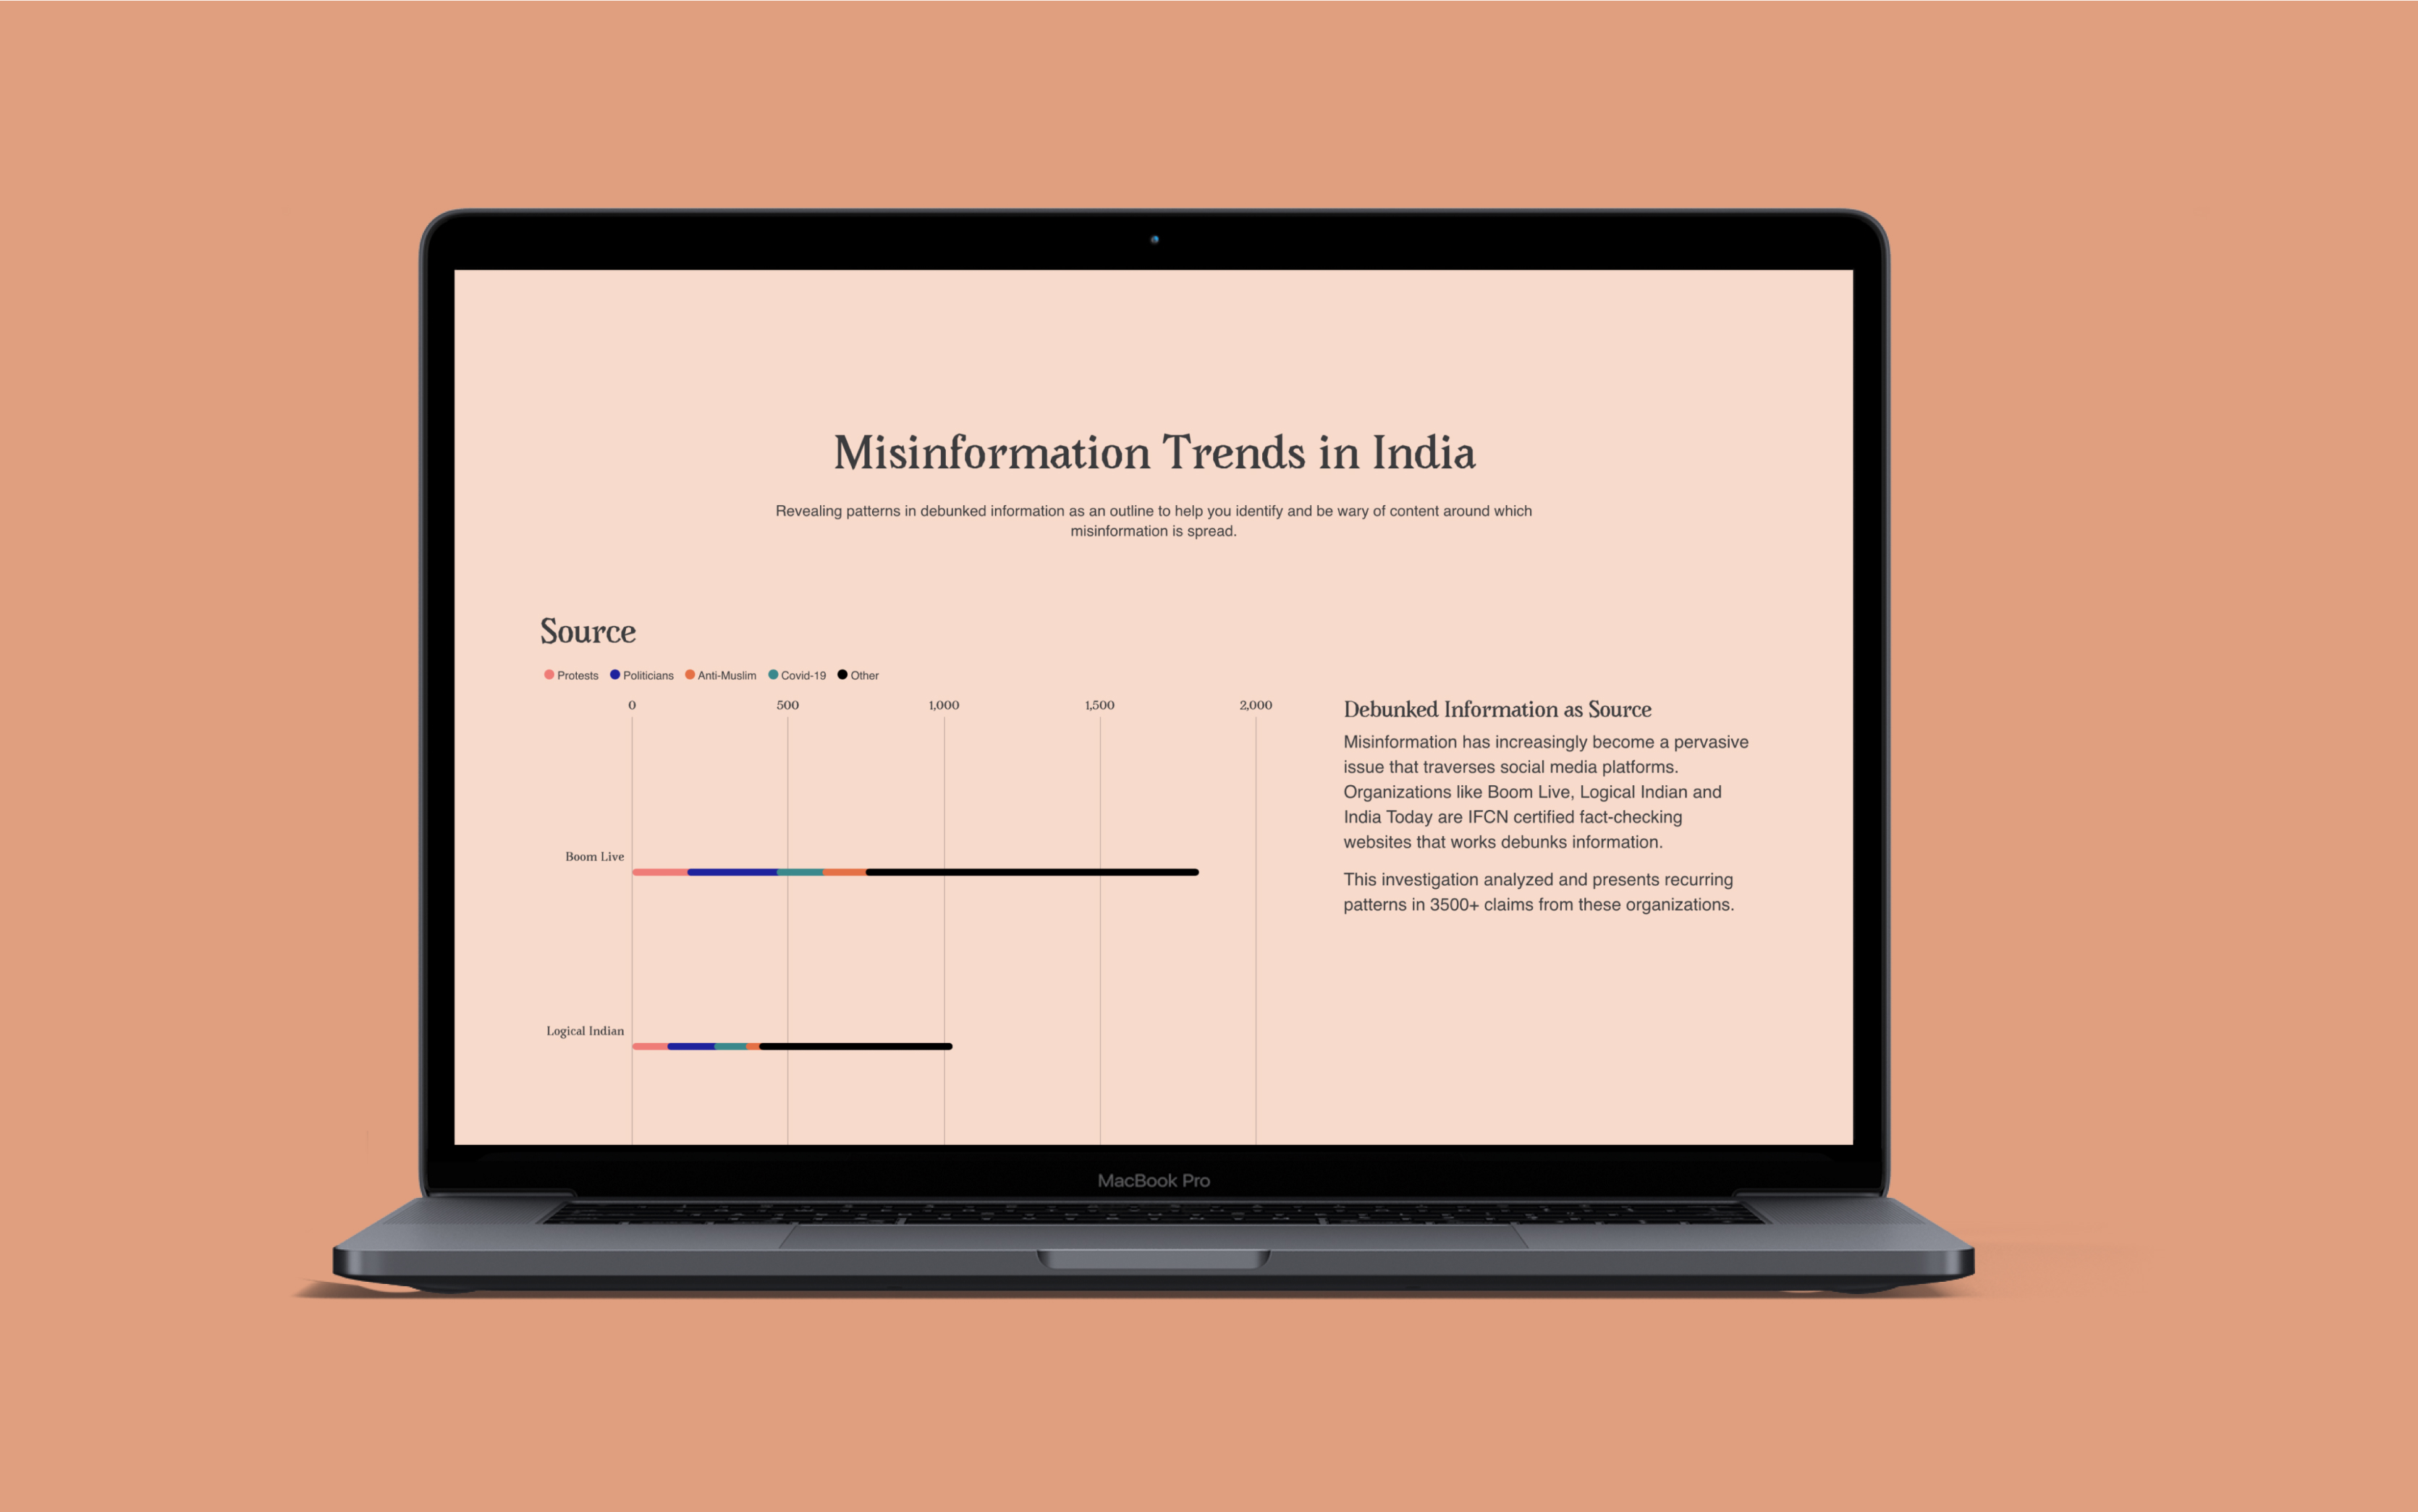 Misinformation Trends in India
Revealing patterns in debunked information as an outline to help you identify and be wary of content around which
misinformation is spread.
Source
Protests Politicians Anti-Muslim Covid-19 Other
0 500 1,000 1,500 2,000
Boom Live
Logical Indian
Debunked Information as Source
Misinformation has increasingly become a pervasive
issue that traverses social media platforms.
Organizations like Boom Live, Logical Indian and
India Today are IFCN certified fact-checking
websites that works debunks information.
This investigation analyzed and presents recurring
patterns in 3500+ claims from these organizations.
MacBook Pro